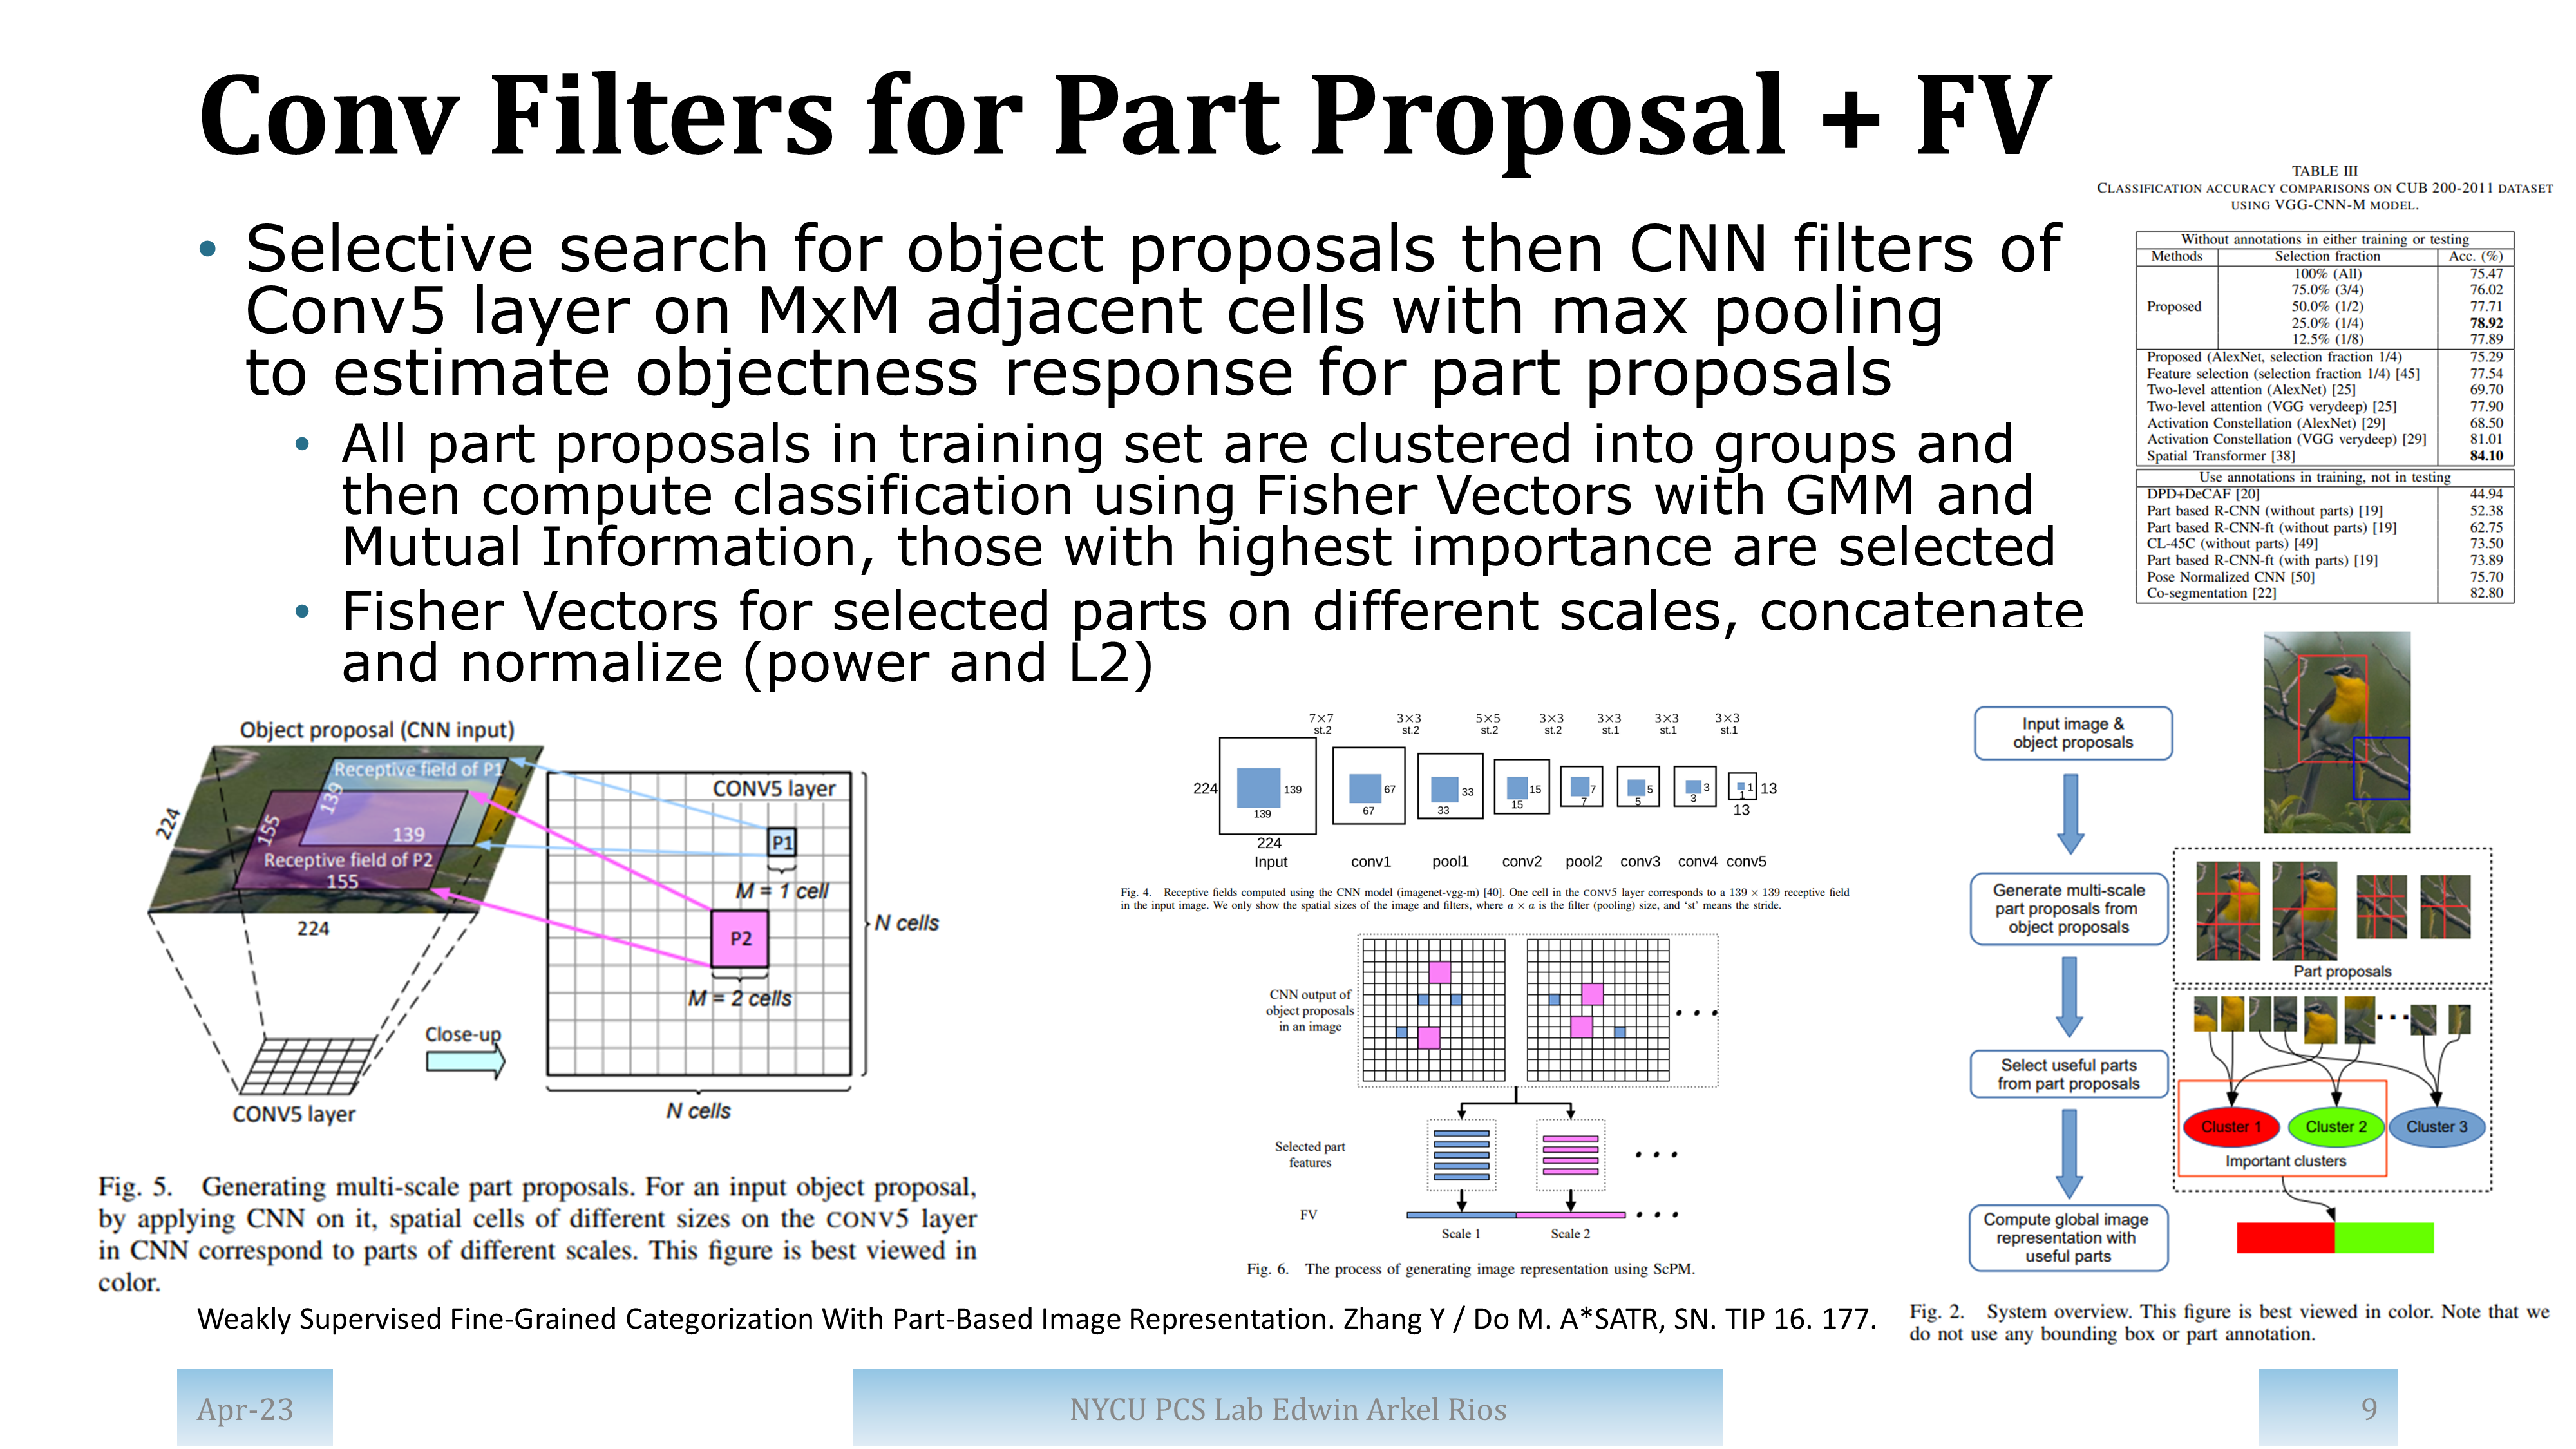 Conv Filters for Part Proposal + FV
• Selective search for object proposals then CNN filters of
Conv5 layer on MxM adjacent cells with max pooling
to estimate objectness response for part proposals
• All part proposals in training set are clustered into groups and
then compute classification using Fisher Vectors with GMM and
Mutual Information, those with highest importance are selected
• Fisher Vectors for selected parts on different scales, concatenate
and normalize (power and L2)
TABLE III
CLASSIFICATION ACCURACY COMPARISONS ON CUB 200-2011 DATASET
USING VGG-CNN-M MODEL.
Without annotations in either training or testing
Methods Selection fraction Acc. (%)
100% (All) 75.47
75.0% (3/4) 76.02
Proposed 50.0% (1/2) 77.71
25.0% (1/4) 78.92
12.5% (1/8) 77.89
Proposed (AlexNet, selection fraction 1/4) 75.29
Feature selection (selection fraction 1/4) [45] 77.54
Two-level attention (AlexNet) [25] 69.70
Two-level attention (VGG verydeep) [25] 77.90
Activation Constellation (AlexNet) [29] 68.50
Activation Constellation (VGG verydeep) [29] 81.01
Spatial Transformer [38] 84.10
Use annotations in training, not in testing
DPD+DeCAF [20] 44.94
Part based R-CNN (without parts) [19] 52.38
Part based R-CNN-ft (without parts) [19] 62.75
CL-45C (without parts) [49] 73.50
Part based R-CNN-ft (with parts) [19] 73.89
Pose Normalized CNN [50] 75.70
Co-segmentation [22] 82.80
Object proposal (CNN input)
Receptive field of P1
139
139
224
155
Receptive field of P2
155
224
CONV5 layer
P1
M = 1 cell
P2
M = 2 cells
N cells
N cells
Close-up
CONV5 layer
Fig. 5. Generating multi-scale part proposals. For an input object proposal,
by applying CNN on it, spatial cells of different sizes on the CONV5 layer
in CNN correspond to parts of different scales. This figure is best viewed in
color.
7×7 3×3 5×5 3×3 3×3 3×3 3×3
st.2 st.2 st.2 st.2 st.1 st.1 st.1
224 139 67 33 15 7 5 3 1 13
139 67 33 15 7 5 3 1 13
224
Input conv1 pool1 conv2 pool2 conv3 conv4 conv5
Fig. 4. Receptive fields computed using the CNN model (imagenet-vgg-m) [40]. One cell in the CONV5 layer corresponds to a 139 × 139 receptive field
in the input image. We only show the spatial sizes of the image and filters, where a × a is the filter (pooling) size, and 'st' means the stride.
CNN output of
object proposals
in an image
Selected part
features
FV
Scale 1 Scale 2
Fig. 6. The process of generating image representation using ScPM.
Input image &
object proposals
Generate multi-scale
part proposals from
object proposals
Part proposals
Select useful parts
from part proposals
Cluster 1 Cluster 2 Cluster 3
Important clusters
Compute global image
representation with
useful parts
Fig. 2. System overview. This figure is best viewed in color. Note that we
do not use any bounding box or part annotation.
Weakly Supervised Fine-Grained Categorization With Part-Based Image Representation. Zhang Y / Do M. A*SATR, SN. TIP 16. 177.
Apr-23
NYCU PCS Lab Edwin Arkel Rios
9